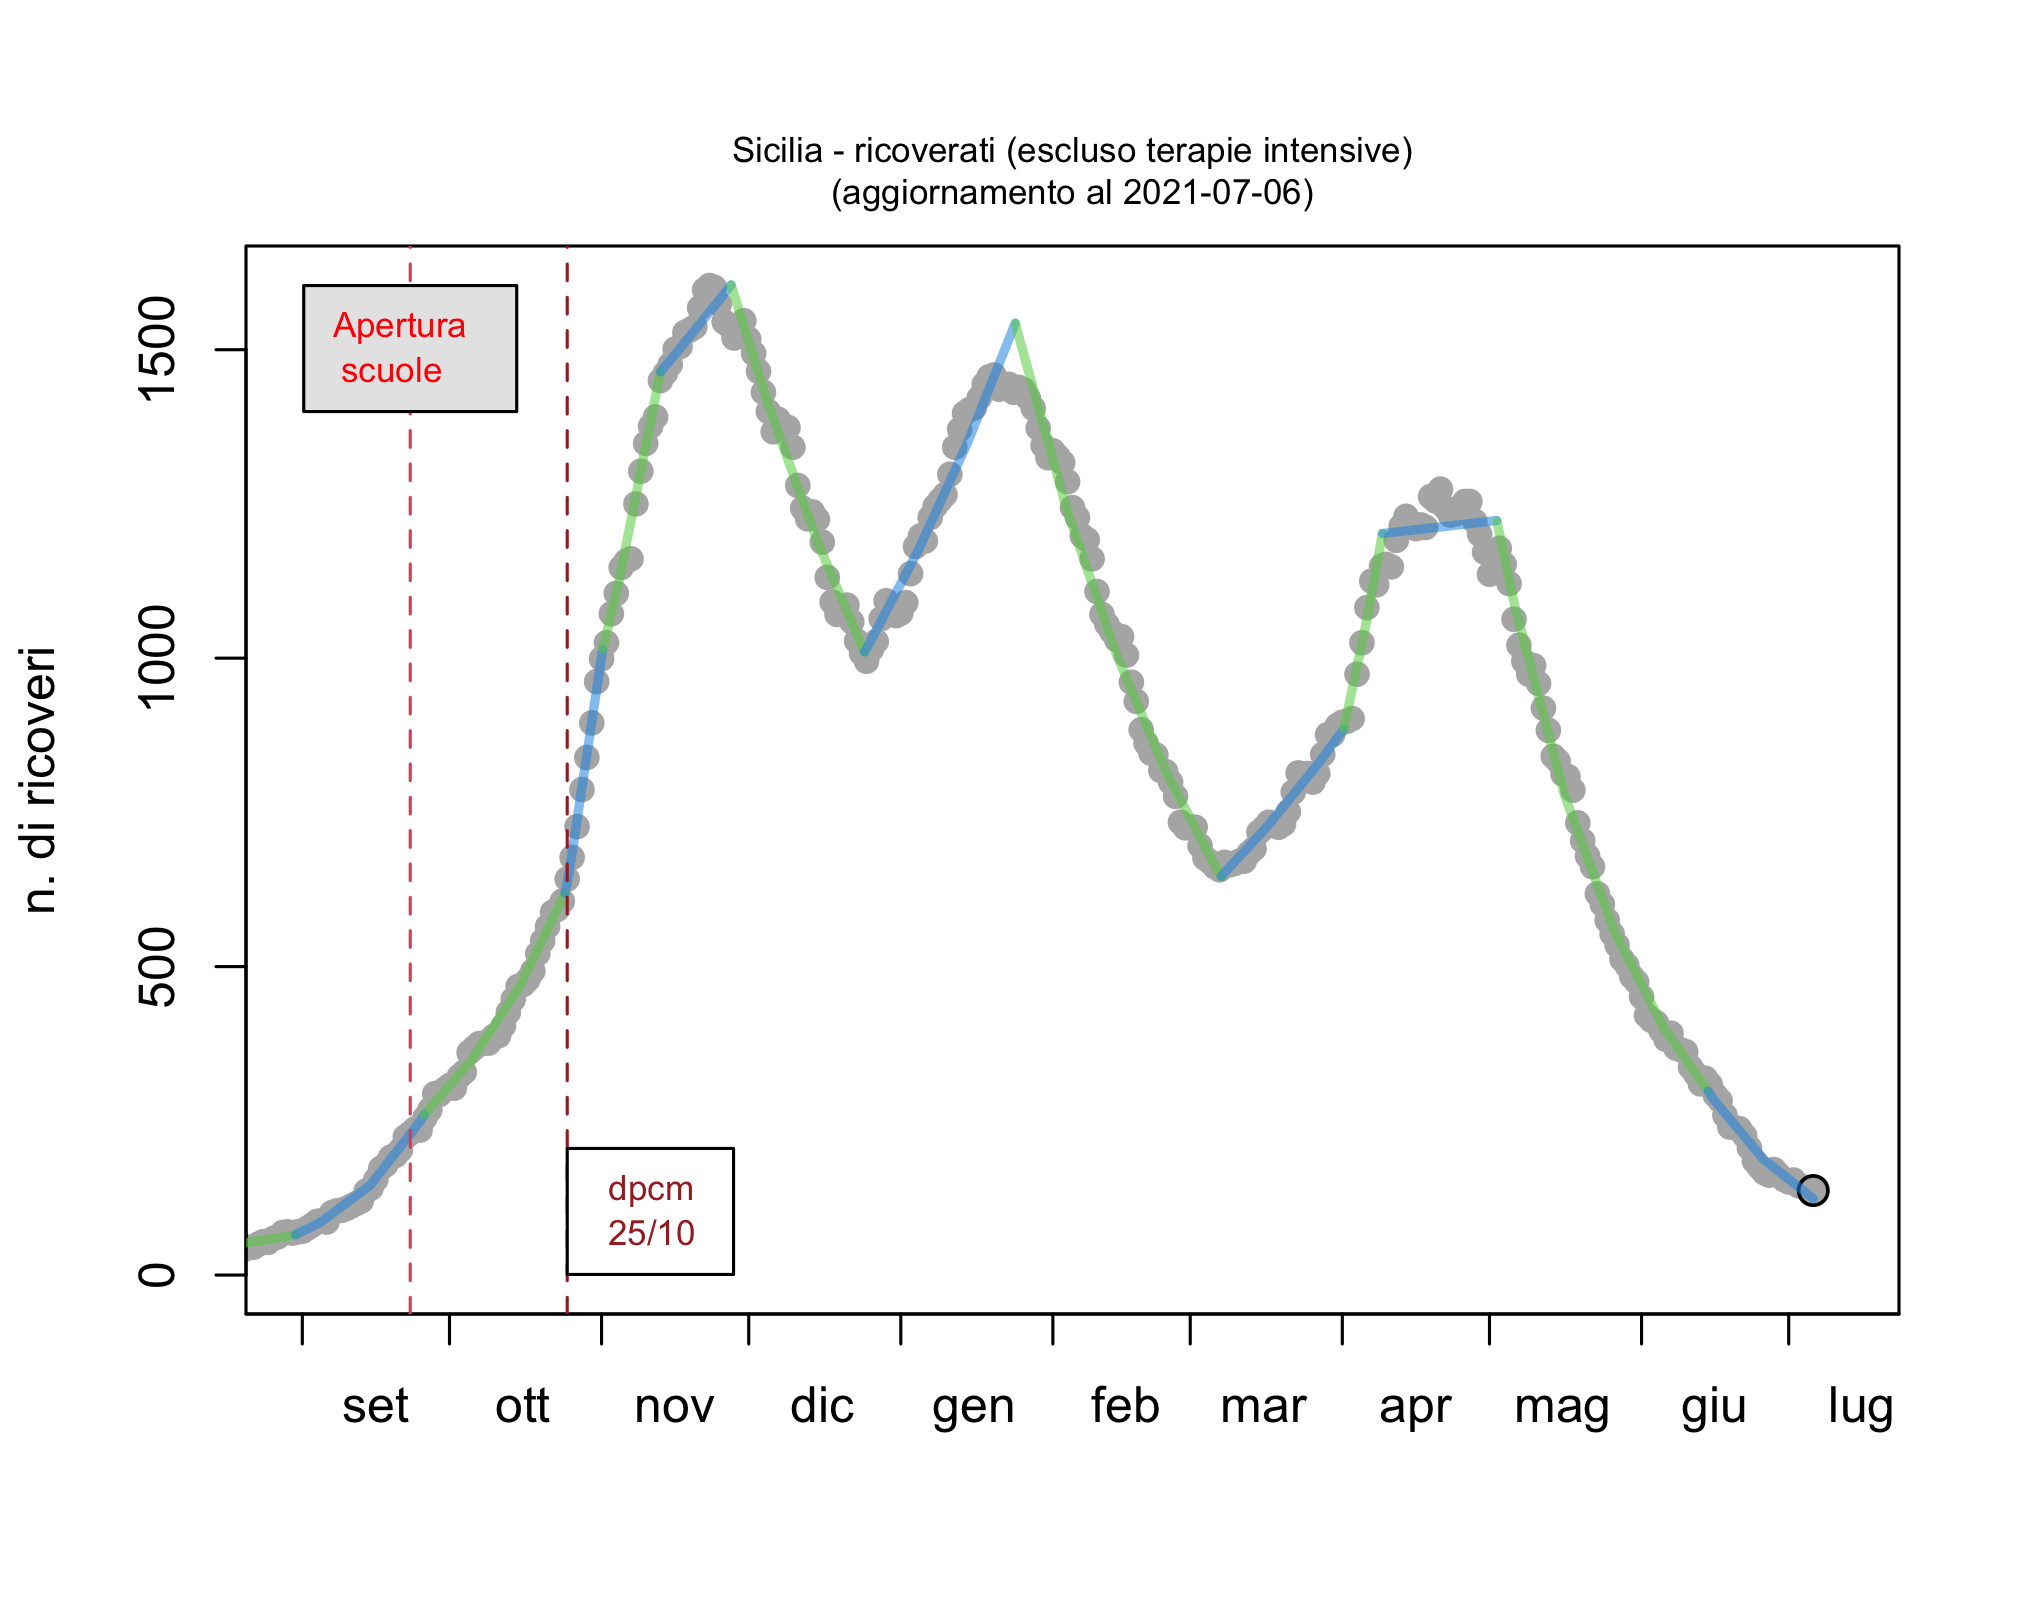 Sicilia - ricoverati (escluso terapie intensive)
(aggiornamento al 2021-07-06)
n. di ricoveri
1500
1000
500
0
Apertura
scuole
dpcm
25/10
set ott nov dic gen feb mar apr mag giu lug